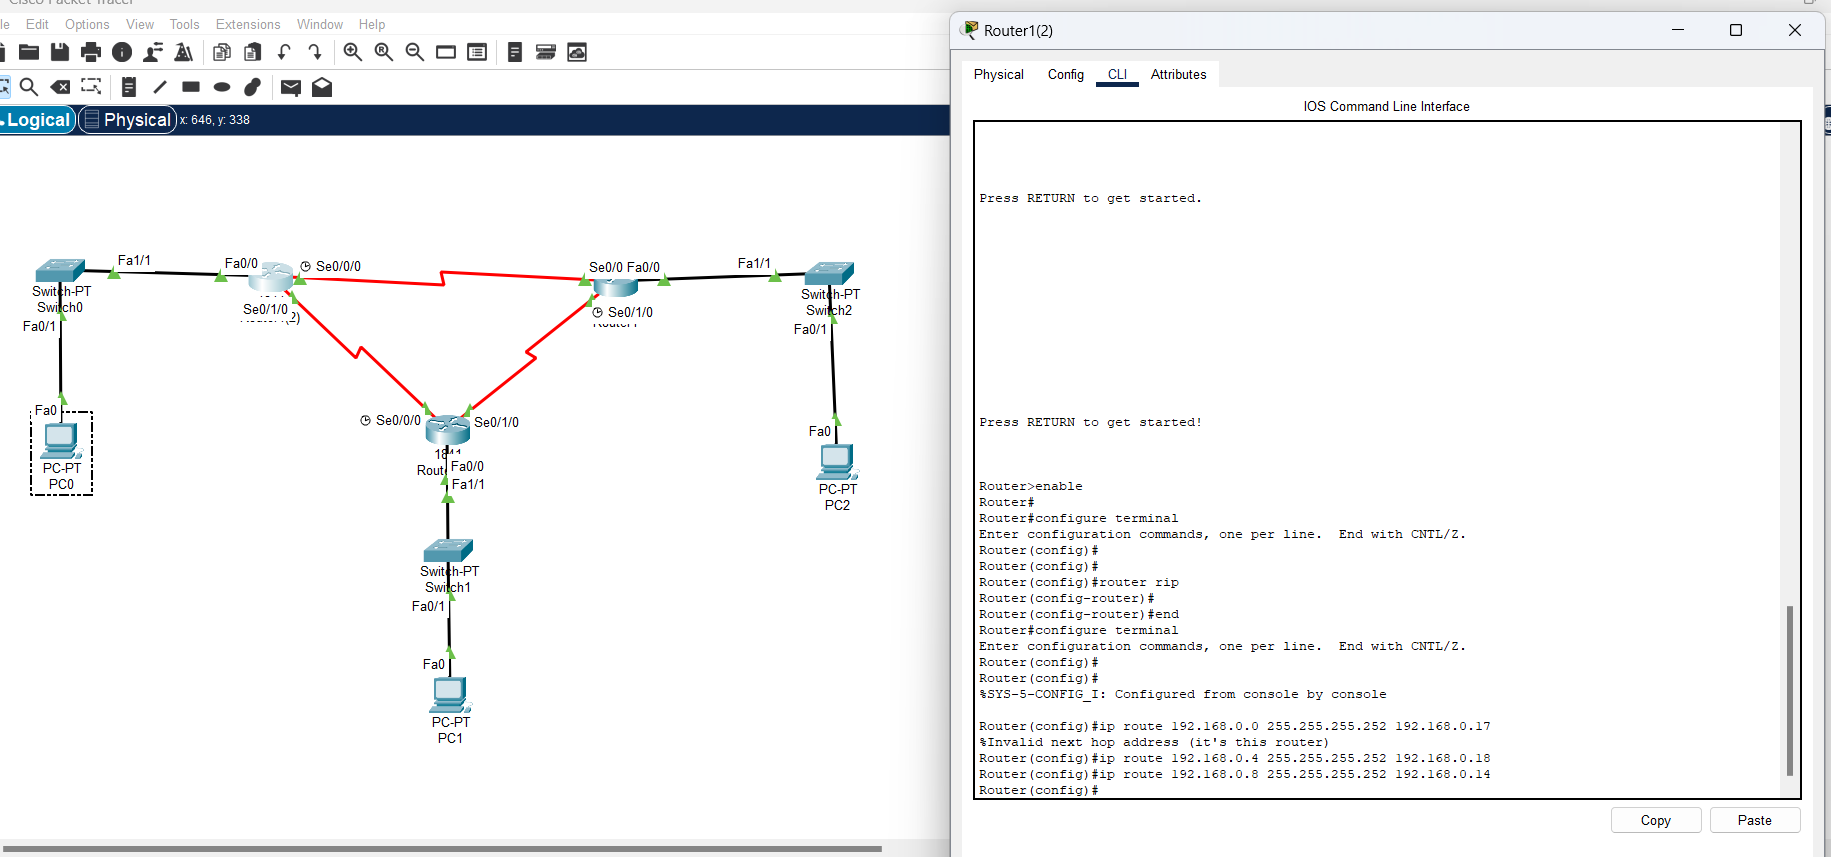 Cisco Packet Tracer
le Edit Options View Tools Extensions Window Help
Logical Physical x: 646, y: 338
Fa1/1
Fa0/0
Se0/0/0
Switch-PT
Switch0
Fa0/1
Se0/1/0
Fa0
PC-PT
PC0
Se0/0 Fa0/0
Fa1/1
Se0/1/0
Switch-PT
Switch2
Fa0/1
Fa0
PC-PT
PC2
Se0/0/0
Se0/1/0
1841
Route
Fa0/0
Fa1/1
Switch-PT
Switch1
Fa0/1
Fa0
PC-PT
PC1
Router1(2)
Physical Config CLI Attributes
IOS Command Line Interface
Press RETURN to get started.
Press RETURN to get started!
Router>enable
Router#
Router#configure terminal
Enter configuration commands, one per line.  End with CNTL/Z.
Router(config)#
Router(config)#
Router(config)#router rip
Router(config-router)#
Router(config-router)#end
Router#configure terminal
Enter configuration commands, one per line.  End with CNTL/Z.
Router(config)#
Router(config)#
%SYS-5-CONFIG_I: Configured from console by console
Router(config)#ip route 192.168.0.0 255.255.255.252 192.168.0.17
%Invalid next hop address (it's this router)
Router(config)#ip route 192.168.0.4 255.255.255.252 192.168.0.18
Router(config)#ip route 192.168.0.8 255.255.255.252 192.168.0.14
Router(config)#
Copy Paste